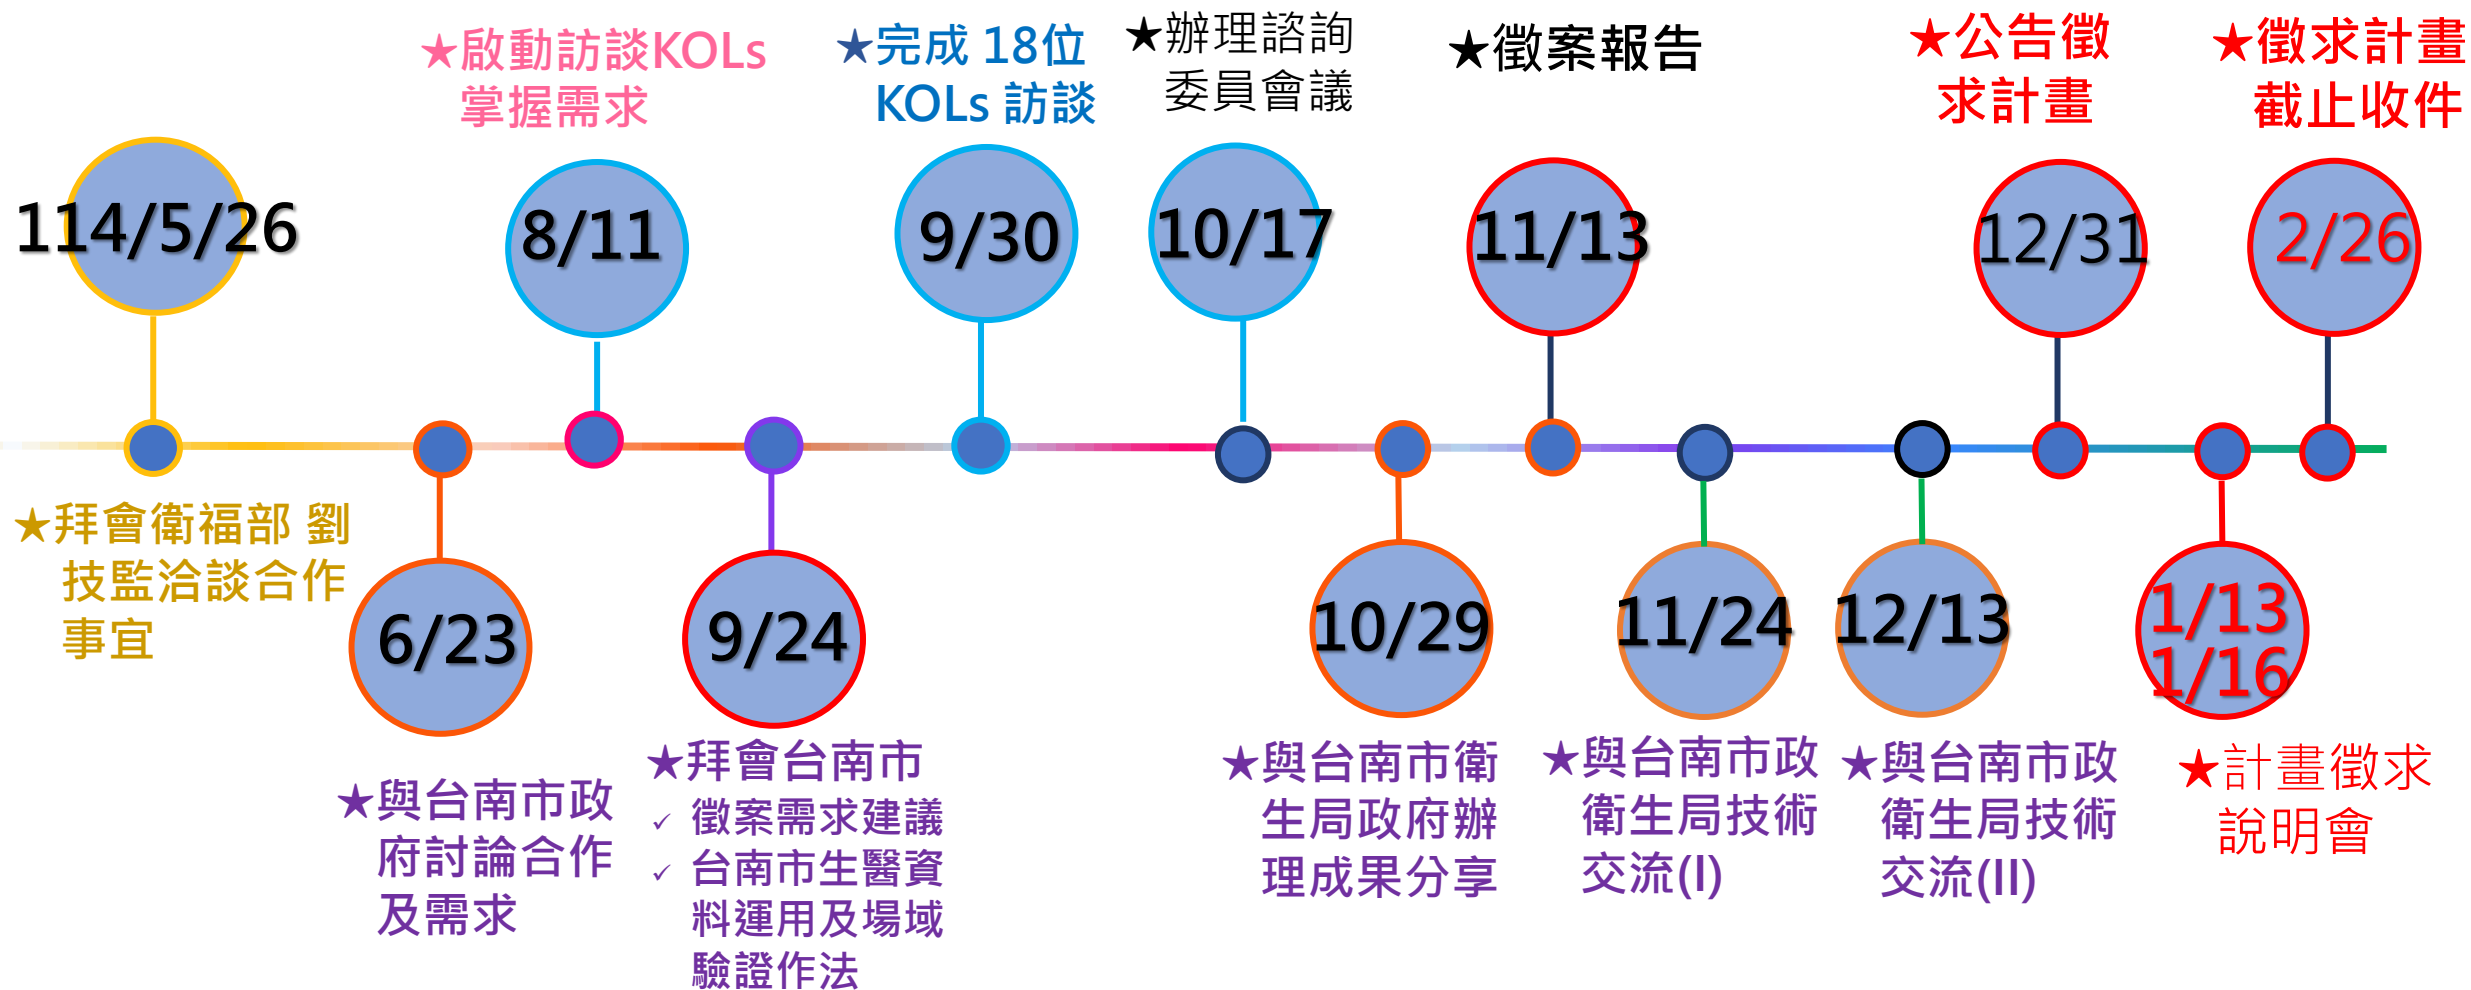 ★啟動訪談KOLs
掌握需求
★完成 18位
KOLs 訪談
★辦理諮詢
委員會議
★徵案報告
★公告徵
求計畫
★徵求計畫
截止收件
114/5/26
8/11
9/30
10/17
11/13
12/31
2/26
★拜會衛福部 劉
技監洽談合作
事宜
6/23
9/24
10/29
11/24
12/13
1/13
1/16
★與台南市政
府討論合作
及需求
★拜會台南市
✓ 徵案需求建議
✓ 台南市生醫資
料運用及場域
驗證作法
★與台南市衛
生局政府辦
理成果分享
★與台南市政
衛生局技術
交流(I)
★與台南市政
衛生局技術
交流(II)
★計畫徵求
說明會